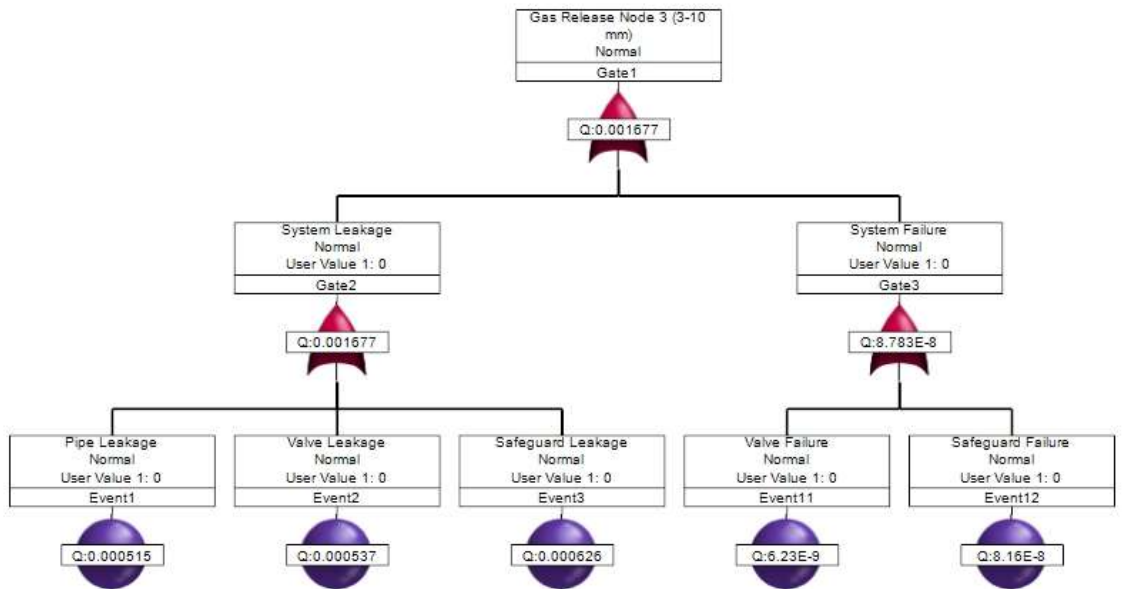 Gas Release Node 3 (3-10
mm)
Normal
Gate1
Q:0.001677
System Leakage
Normal
User Value 1: 0
Gate2
Q:0.001677
System Failure
Normal
User Value 1: 0
Gate3
Q:8.783E-8
Pipe Leakage
Normal
User Value 1: 0
Event1
Q:0.000515
Valve Leakage
Normal
User Value 1: 0
Event2
Q:0.000537
Safeguard Leakage
Normal
User Value 1: 0
Event3
Q:0.000626
Valve Failure
Normal
User Value 1: 0
Event11
Q:6.23E-9
Safeguard Failure
Normal
User Value 1: 0
Event12
Q:8.16E-8